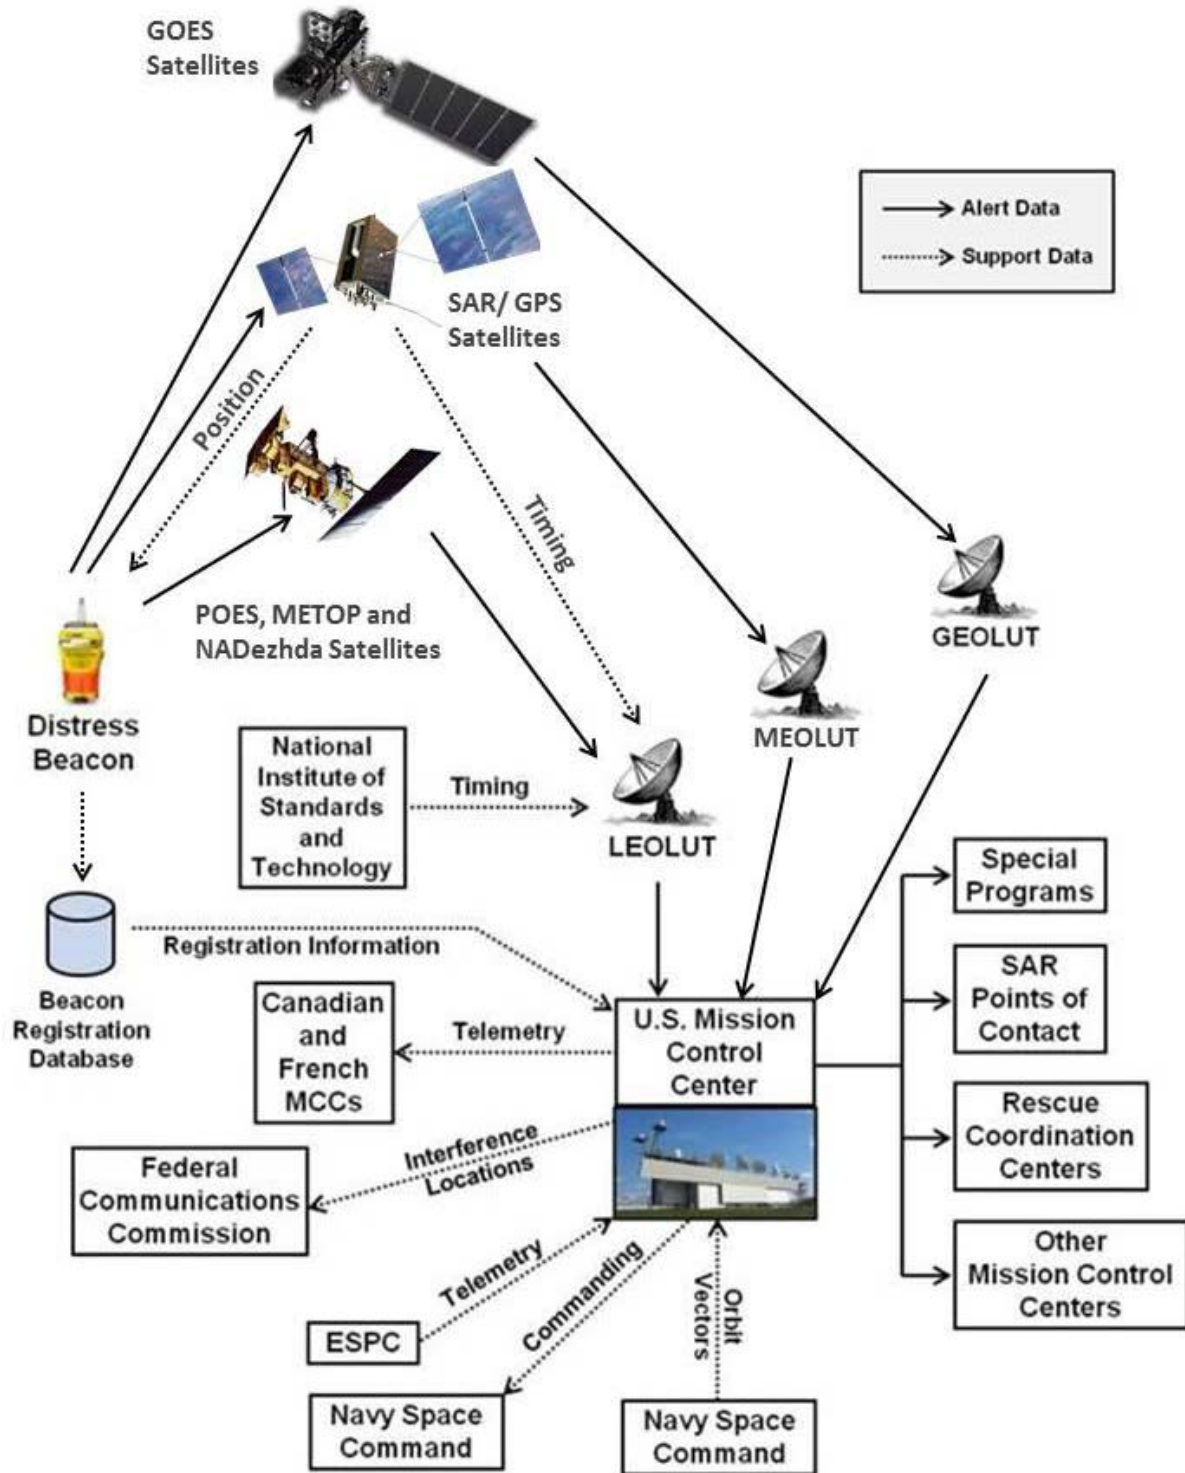 GOES
Satellites
Alert Data
Support Data
SAR/ GPS
Satellites
Position
Timing
POES, METOP and
NADezhda Satellites
GEOLUT
MEOLUT
Distress
Beacon
National
Institute of
Standards
and
Technology
Timing
LEOLUT
Special
Programs
Registration Information
Beacon
Registration
Database
Canadian
and
French
MCCs
Telemetry
U.S. Mission
Control
Center
SAR
Points of
Contact
Rescue
Coordination
Centers
Federal
Communications
Commission
Interference
Locations
Other
Mission Control
Centers
Telemetry
Commanding
Orbit
Vectors
ESPC
Navy Space
Command
Navy Space
Command